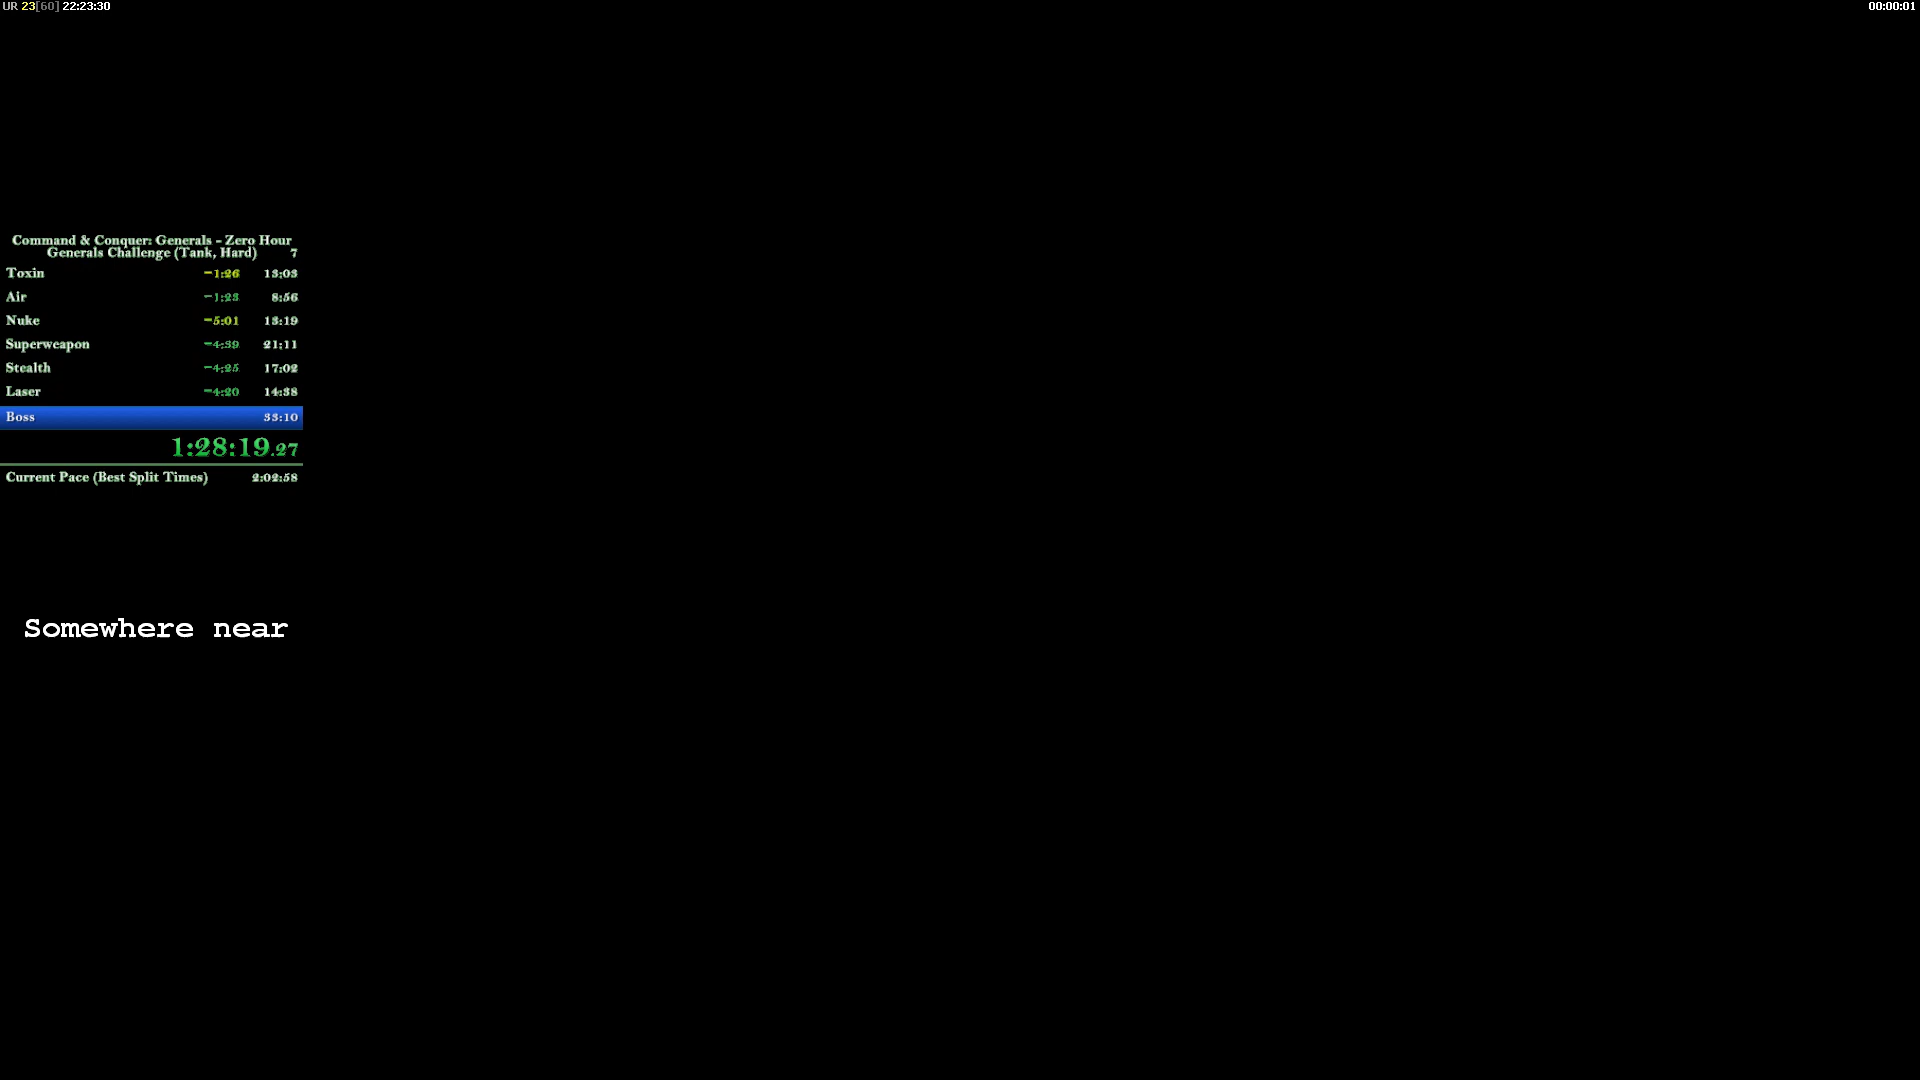 UR 23[60] 22:23:30
00:00:01
Command & Conquer: Generals - Zero Hour
Generals Challenge (Tank, Hard) 7
Toxin -1:26 13:03
Air -1:23 8:56
Nuke -5:01 13:19
Superweapon -4:39 21:11
Stealth -4:25 17:02
Laser -4:20 14:38
Boss 33:10
1:28:19.27
Current Pace (Best Split Times) 2:02:58
Somewhere near